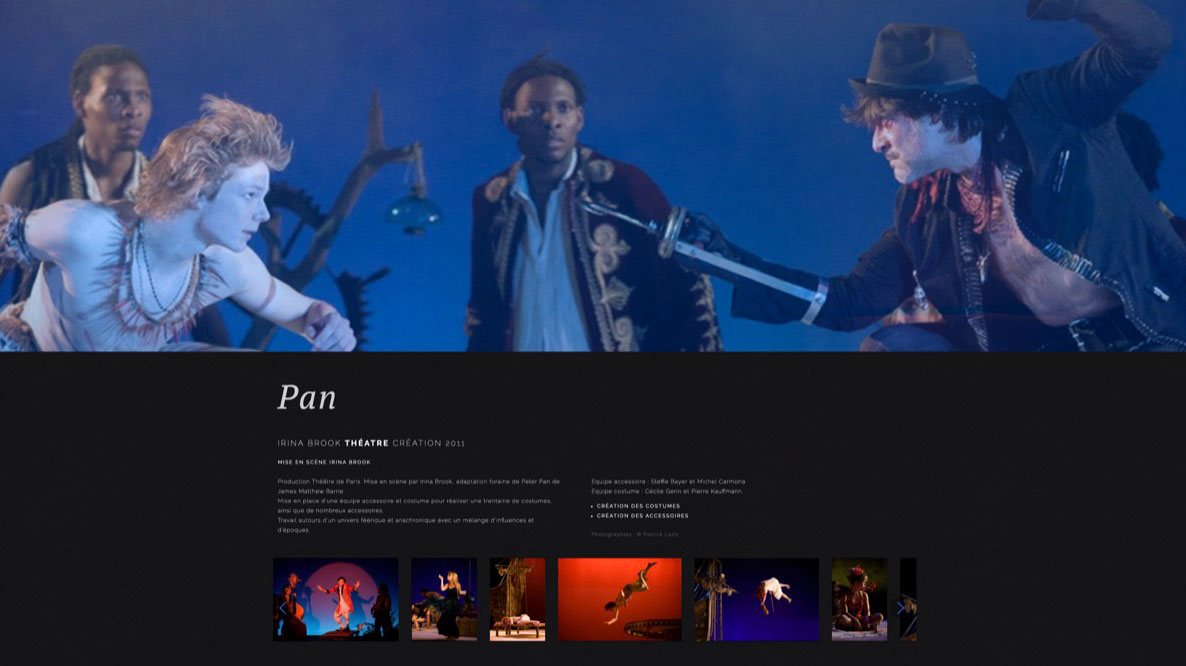 Pan
IRINA BROOK THÉATRE CRÉATION 2011
MISE EN SCÈNE IRINA BROOK
Production Théâtre de Paris. Mise en scène par Irina Brook, adaptation foraine de Peter Pan de
James Matthew Barrie.
Mise en place d'une équipe accessoire et costume pour réaliser une trentaine de costumes,
ainsi que de nombreux accessoires.
Travail autours d'un univers féérique et anachronique avec un mélange d'influences et
d'époques.
Equipe accessoire : Steffie Bayer et Michel Carmona
Equipe costume : Cécile Gerin et Pierre Kauffmann.
CRÉATION DES COSTUMES
CRÉATION DES ACCESSOIRES
Photographies : © Patrick